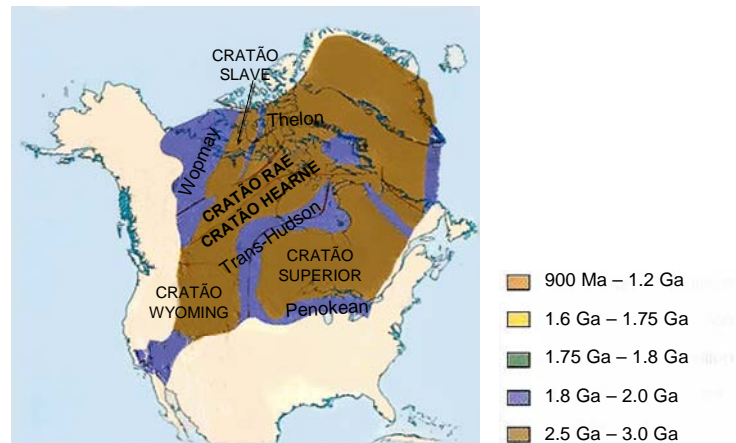 CRATÃO
SLAVE
Thelon
Wopmay
CRATÃO RAE
CRATÃO HEARNE
Trans-Hudson
CRATÃO
SUPERIOR
CRATÃO
WYOMING
Penokean
900 Ma – 1.2 Ga
1.6 Ga – 1.75 Ga
1.75 Ga – 1.8 Ga
1.8 Ga – 2.0 Ga
2.5 Ga – 3.0 Ga